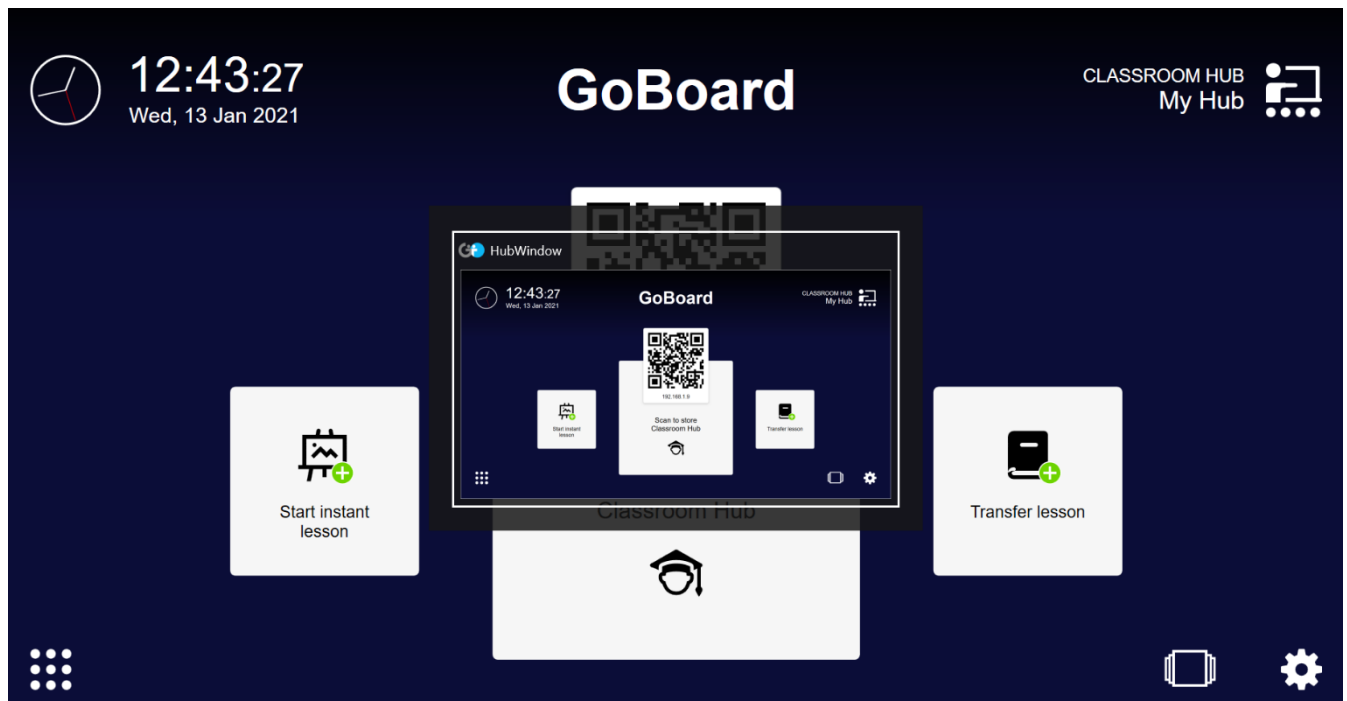 12:43:27
Wed, 13 Jan 2021
GoBoard
CLASSROOM HUB
My Hub
HubWindow
12:43:27
Wed, 13 Jan 2021
GoBoard
CLASSROOM HUB
My Hub
192.168.1.9
Start instant
lesson
Scan to store
Classroom Hub
Transfer lesson
Classroom Hub
Start instant
lesson
Transfer lesson